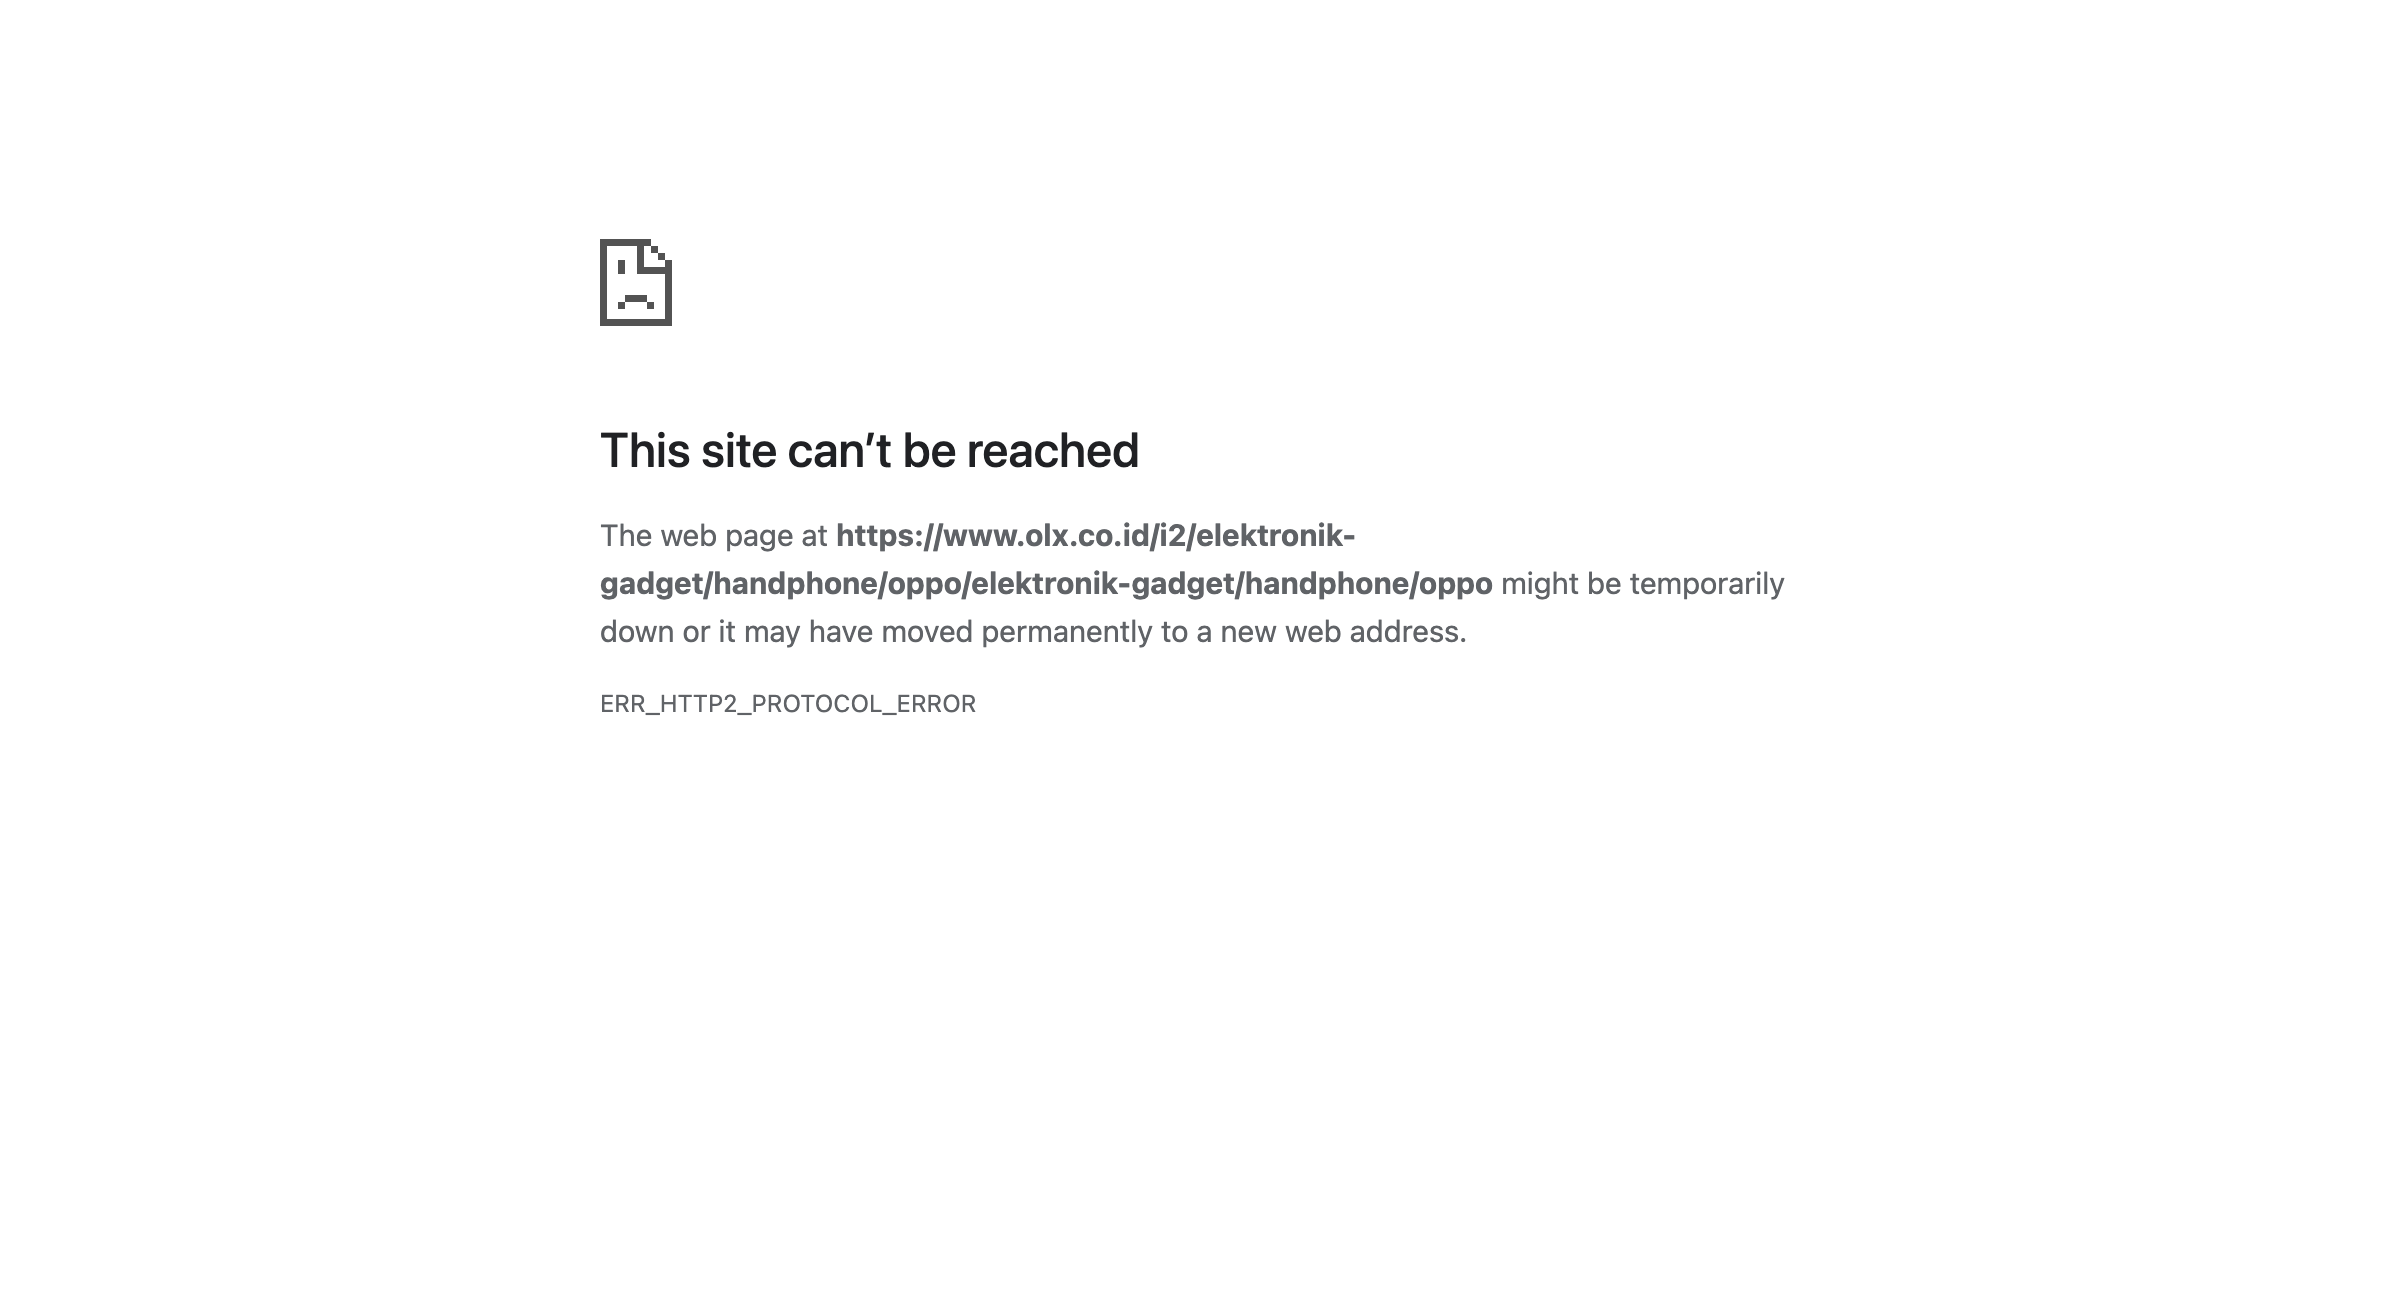 This site can’t be reached
The web page at https://www.olx.co.id/i2/elektronik-
gadget/handphone/oppo/elektronik-gadget/handphone/oppo might be temporarily
down or it may have moved permanently to a new web address.
ERR_HTTP2_PROTOCOL_ERROR